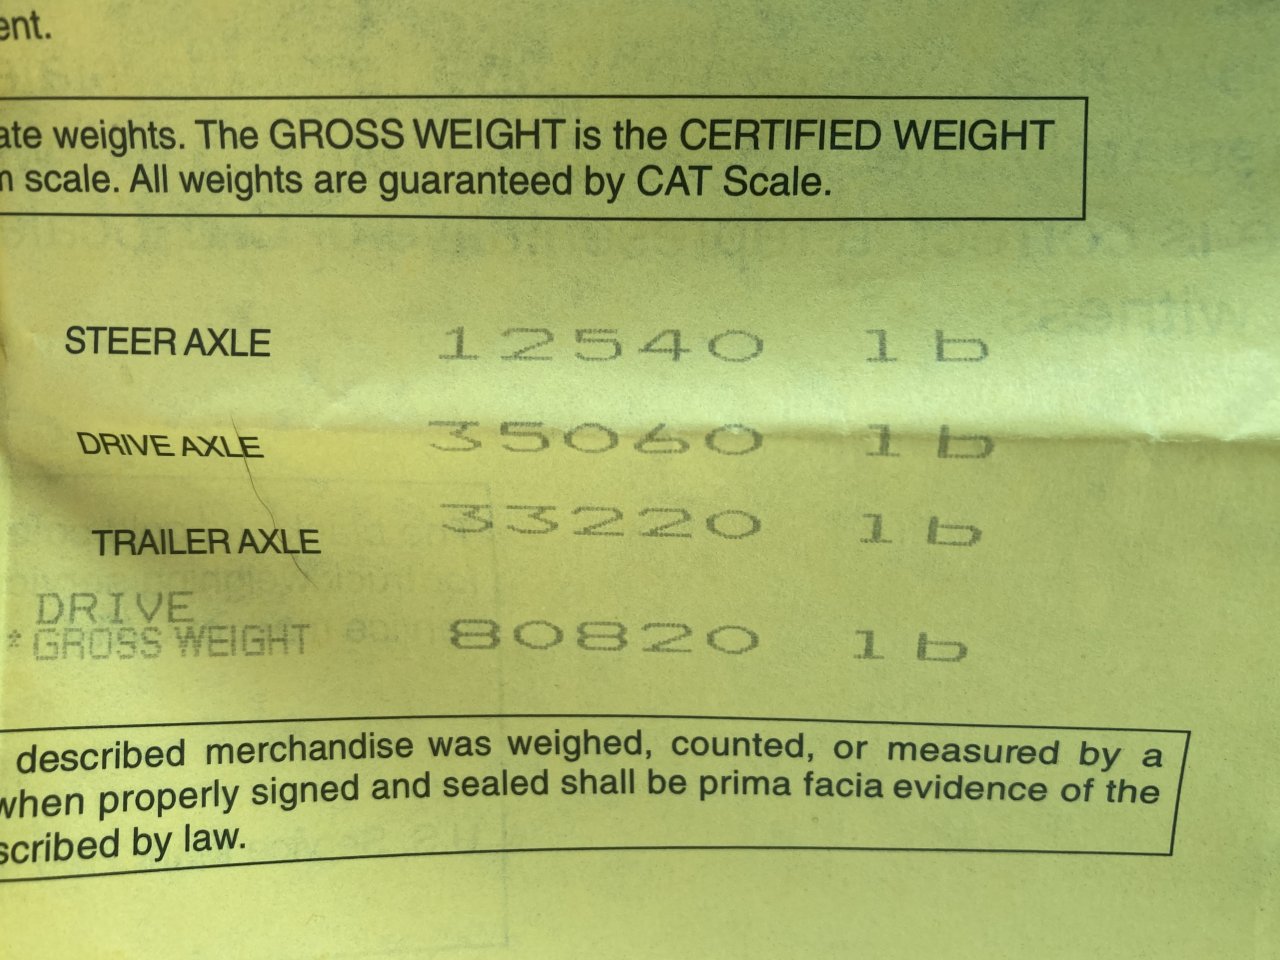 ent.
ate weights. The GROSS WEIGHT is the CERTIFIED WEIGHT
n scale. All weights are guaranteed by CAT Scale.
STEER AXLE 12540 lb
DRIVE AXLE 35060 lb
TRAILER AXLE 33220 lb
DRIVE
* GROSS WEIGHT 80820 lb
described merchandise was weighed, counted, or measured by a
when properly signed and sealed shall be prima facia evidence of the
scribed by law.